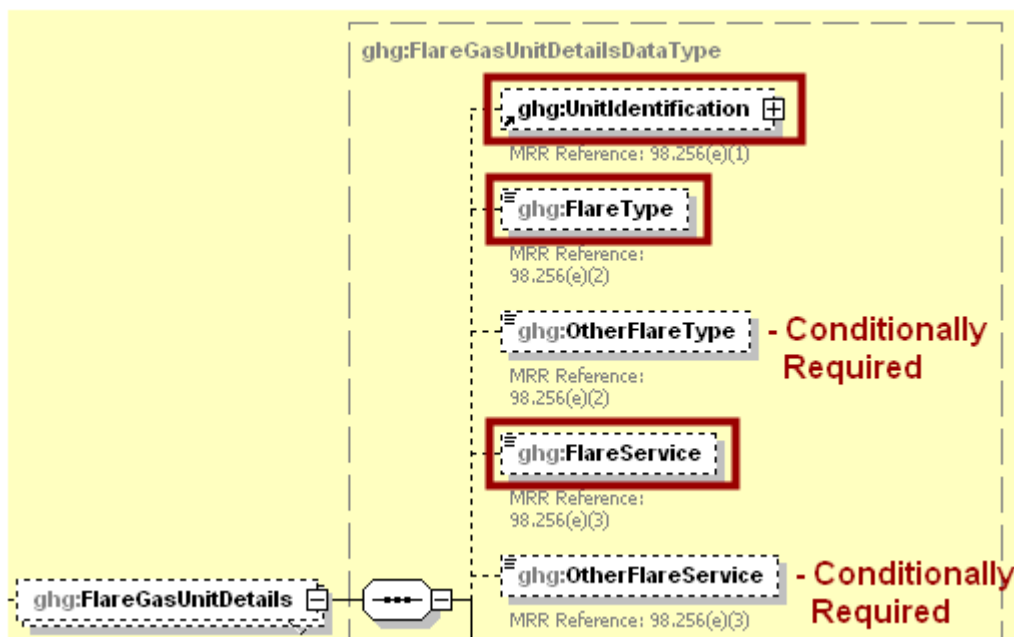 ghg:FlareGasUnitDetailsDataType
ghg:UnitIdentification
MRR Reference: 98.256(e)(1)
ghg:FlareType
MRR Reference:
98.256(e)(2)
ghg:OtherFlareType
- Conditionally
Required
MRR Reference:
98.256(e)(2)
ghg:FlareService
MRR Reference:
98.256(e)(3)
ghg:OtherFlareService
- Conditionally
Required
MRR Reference: 98.256(e)(3)
ghg:FlareGasUnitDetails